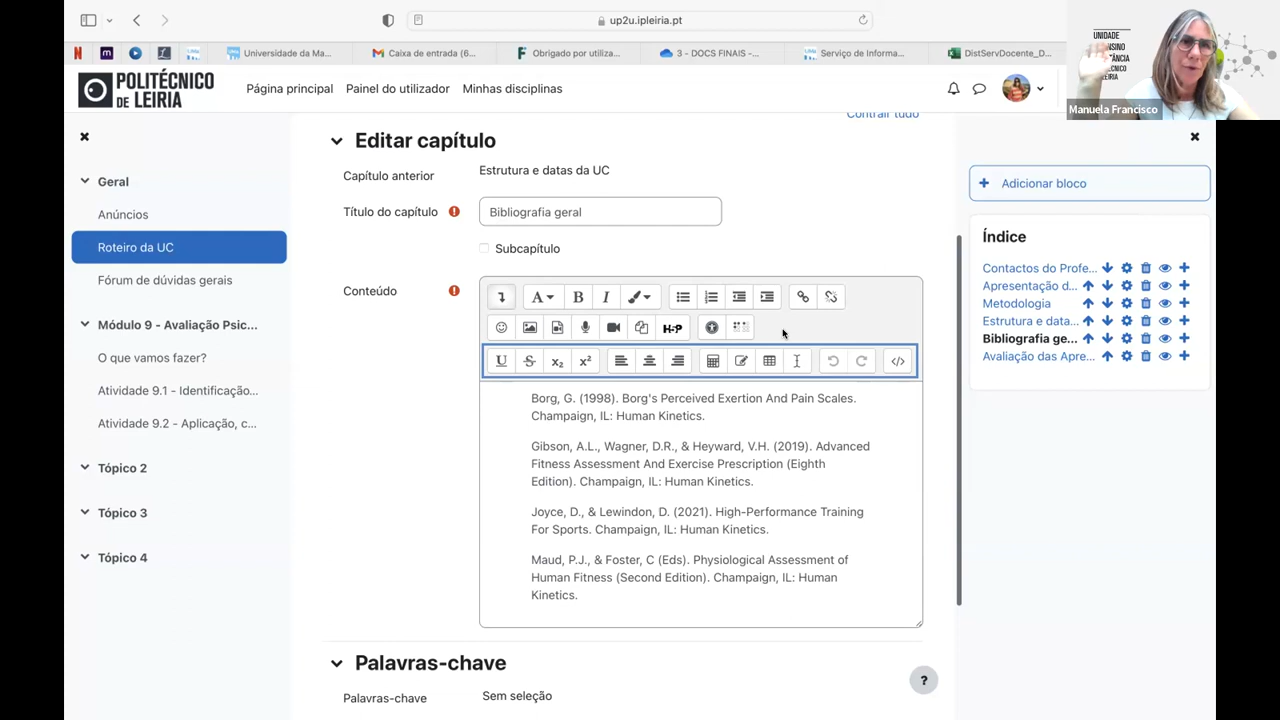 up2u.ipleiria.pt
Universidade da Ma...
Caixa de entrada (6...
Obrigado por utiliza...
3 - DOCS FINAIS -...
Serviço de Informa...
DistServDocente_D...
UNIDADE
Manuela Francisco
POLITÉCNICO
DE LEIRIA
Página principal
Painel do utilizador
Minhas disciplinas
Contrair tudo
Geral
Anúncios
Roteiro da UC
Fórum de dúvidas gerais
Módulo 9 - Avaliação Psic...
O que vamos fazer?
Atividade 9.1 - Identificação...
Atividade 9.2 - Aplicação, c...
Tópico 2
Tópico 3
Tópico 4
Editar capítulo
Capítulo anterior
Estrutura e datas da UC
Título do capítulo
Bibliografia geral
Subcapítulo
Conteúdo
H-P
Borg, G. (1998). Borg's Perceived Exertion And Pain Scales.
Champaign, IL: Human Kinetics.
Gibson, A.L., Wagner, D.R., & Heyward, V.H. (2019). Advanced
Fitness Assessment And Exercise Prescription (Eighth
Edition). Champaign, IL: Human Kinetics.
Joyce, D., & Lewindon, D. (2021). High-Performance Training
For Sports. Champaign, IL: Human Kinetics.
Maud, P.J., & Foster, C (Eds). Physiological Assessment of
Human Fitness (Second Edition). Champaign, IL: Human
Kinetics.
Palavras-chave
Palavras-chave
Sem seleção
Adicionar bloco
Índice
Contactos do Profe...
Apresentação d...
Metodologia
Estrutura e data...
Bibliografia ge...
Avaliação das Apre...